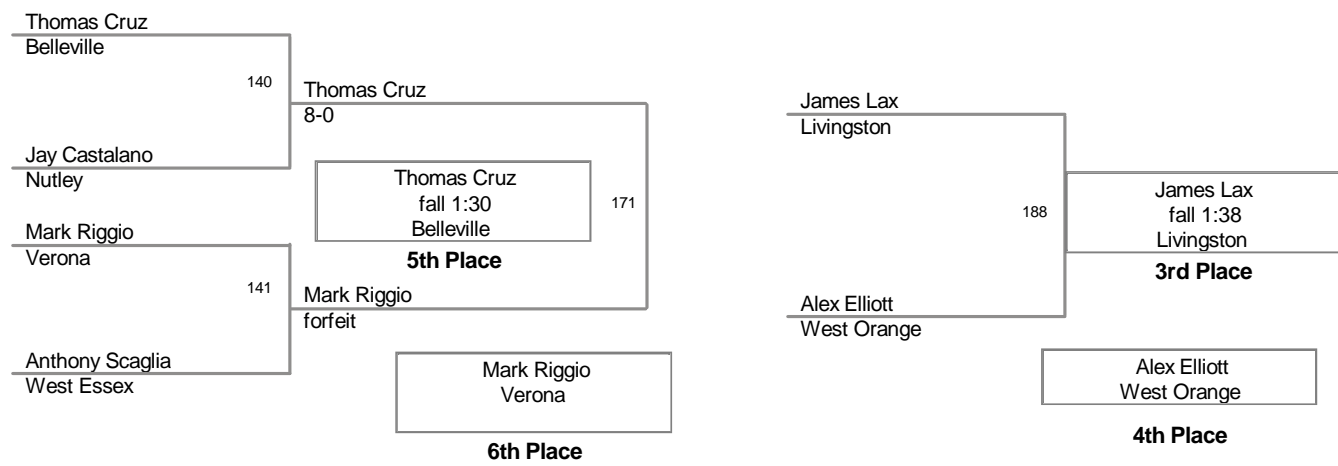 Thomas Cruz
Belleville
140
Thomas Cruz
8-0
Jay Castalano
Nutley
Thomas Cruz
fall 1:30
Belleville
5th Place
171
Mark Riggio
Verona
141
Mark Riggio
forfeit
Anthony Scaglia
West Essex
Mark Riggio
Verona
6th Place
James Lax
Livingston
188
James Lax
fall 1:38
Livingston
3rd Place
Alex Elliott
West Orange
Alex Elliott
West Orange
4th Place